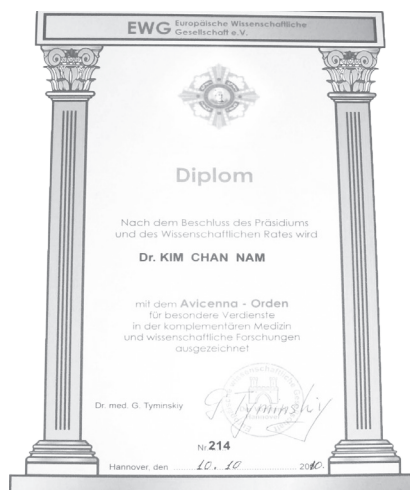 EWG Europäische Wissenschaftliche
Gesellschaft e.V.
Diplom
Nach dem Beschluss des Präsidiums
und des Wissenschaftlichen Rates wird
Dr. KIM CHAN NAM
mit dem Avicenna - Orden
für besondere Verdienste
in der komplementären Medizin
und wissenschaftliche Forschungen
ausgezeichnet
Dr. med. G. Tyminskiy
G. Tyminskiy
Nr. 214
Hannover, den 10. 10 2010.